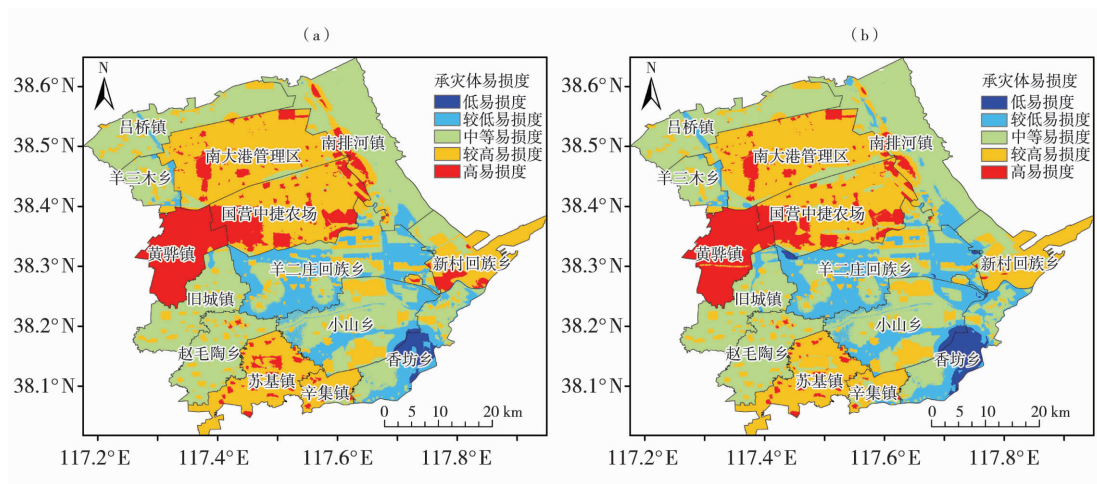 (a)
N
38.6°N
38.5°N
38.4°N
38.3°N
38.2°N
38.1°N
承灾体易损度
低易损度
较低易损度
中等易损度
较高易损度
高易损度
吕桥镇
南排河镇
南大港管理区
羊三木乡
国营中捷农场
黄骅镇
羊二庄回族乡
新村回族乡
旧城镇
小山乡
赵毛陶乡
香坊乡
苏基镇
辛集镇
0 5 10 20 km
117.2°E 117.4°E 117.6°E 117.8°E
(b)
N
38.6°N
38.5°N
38.4°N
38.3°N
38.2°N
38.1°N
承灾体易损度
低易损度
较低易损度
中等易损度
较高易损度
高易损度
吕桥镇
南排河镇
南大港管理区
羊三木乡
国营中捷农场
黄骅镇
羊二庄回族乡
新村回族乡
旧城镇
小山乡
赵毛陶乡
香坊乡
苏基镇
辛集镇
0 5 10 20 km
117.2°E 117.4°E 117.6°E 117.8°E